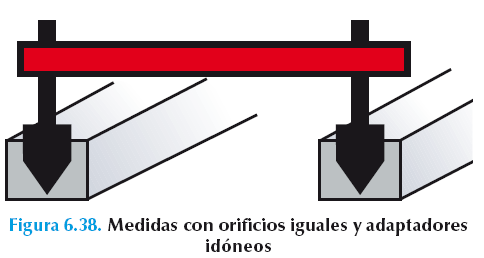 Figura 6.38. Medidas con orificios iguales y adaptadores
idóneos